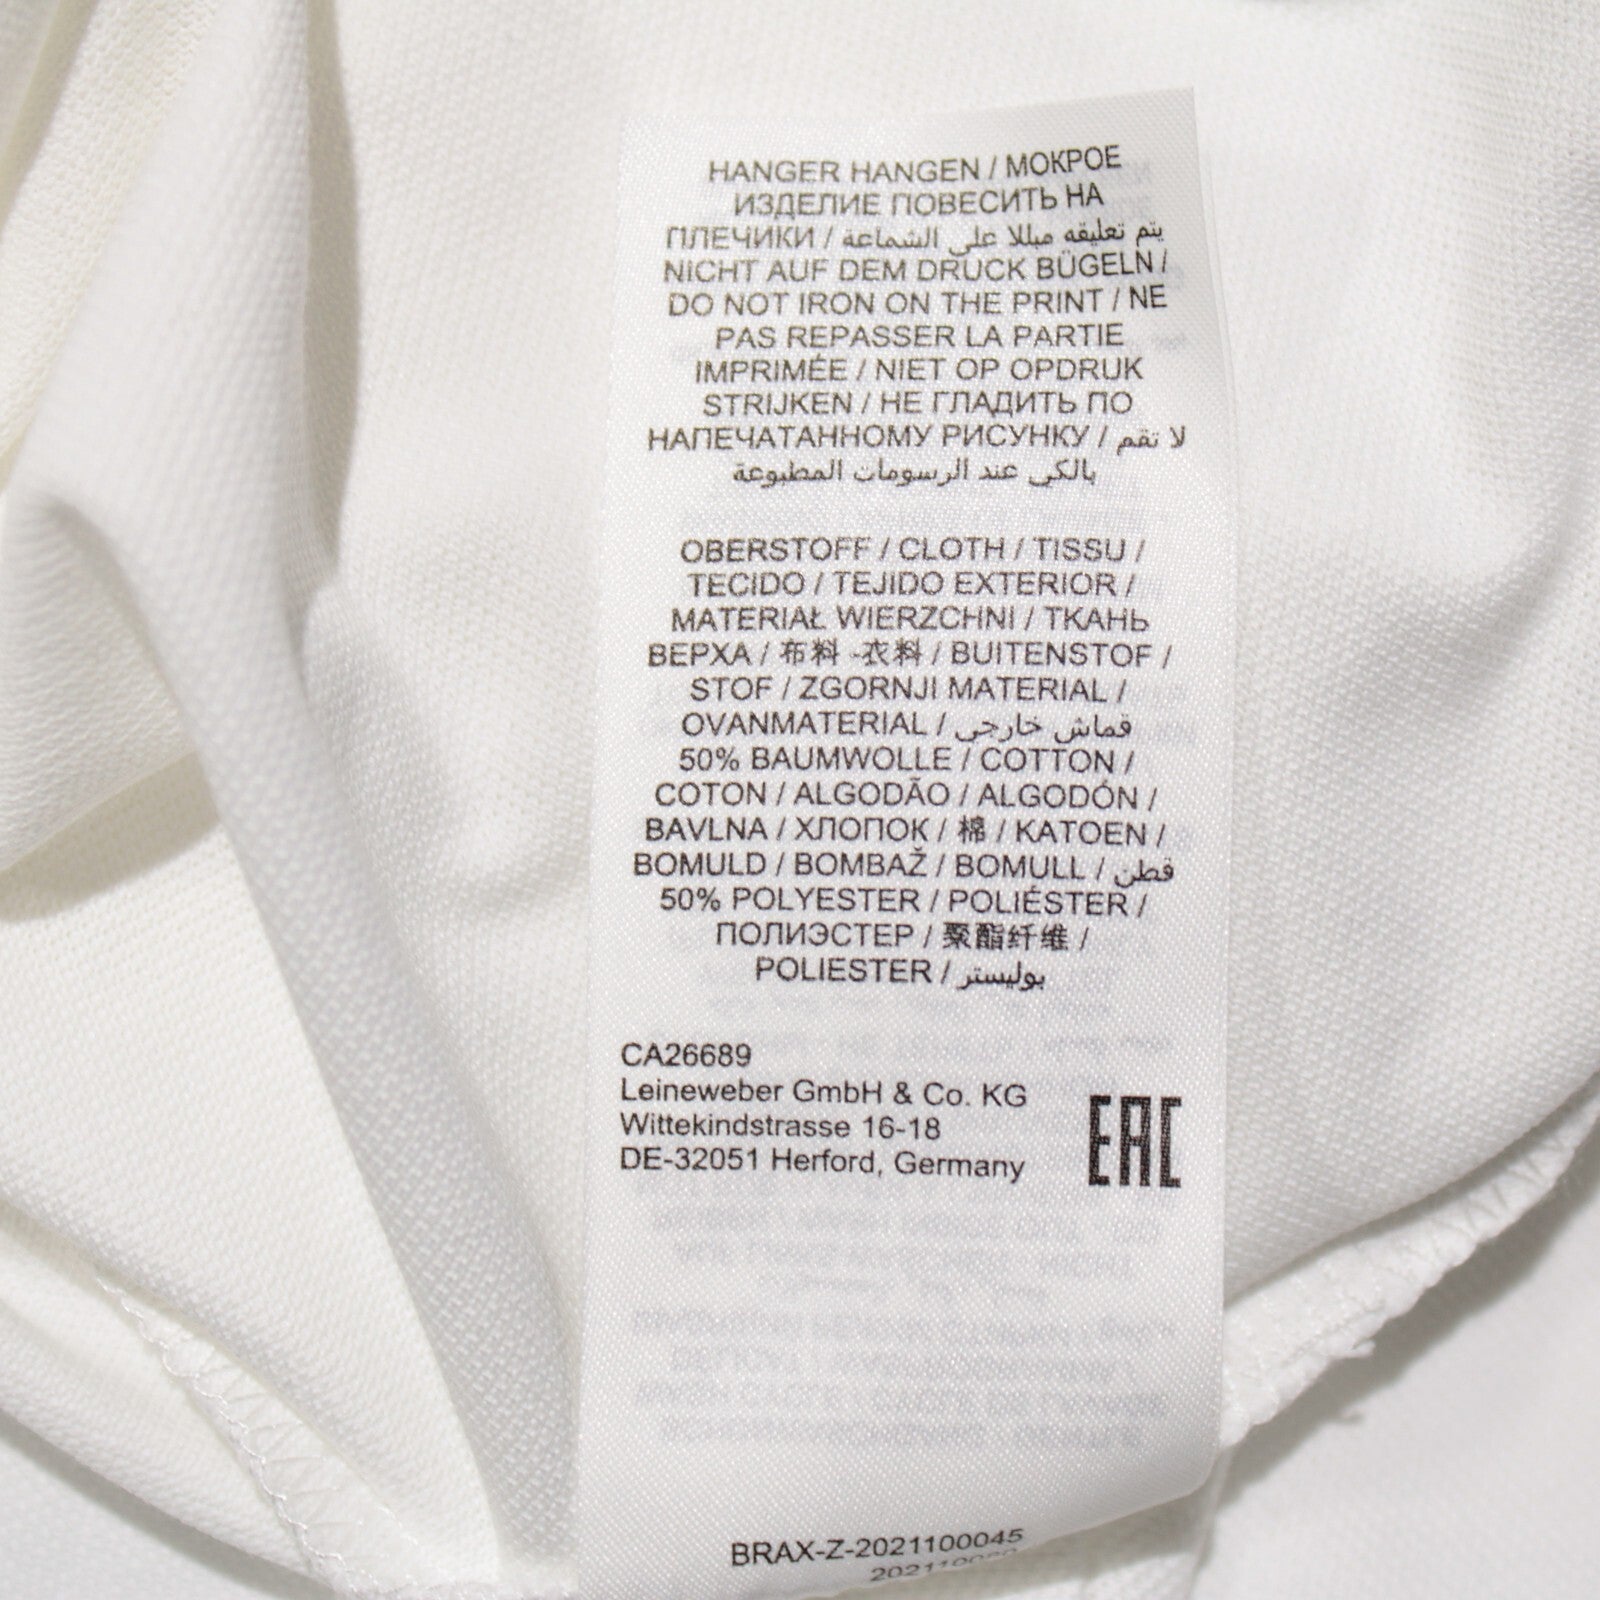 HANGER HANGEN / МОКРОЕ
ИЗДЕЛИЕ ПОВЕСИТЬ НА
ПЛЕЧИКИ / يتم تعليقه مبللا على الشماعة
NICHT AUF DEM DRUCK BÜGELN /
DO NOT IRON ON THE PRINT / NE
PAS REPASSER LA PARTIE
IMPRIMÉE / NIET OP OPDRUK
STRIJKEN / НЕ ГЛАДИТЬ ПО
НАПЕЧАТАННОМУ РИСУНКУ / لا تقم
بالكي عند الرسومات المطبوعة
OBERSTOFF / CLOTH / TISSU /
TECIDO / TEJIDO EXTERIOR /
MATERIAŁ WIERZCHNI / ТКАНЬ
ВЕРХА / 布料 -衣料 / BUITENSTOF /
STOF / ZGORNJI MATERIAL /
OVANMATERIAL / قماش خارجي
50% BAUMWOLLE / COTTON /
COTON / ALGODÃO / ALGODÓN /
BAVLNA / ХЛОПОК / 棉 / KATOEN /
BOMULD / BOMBAŽ / BOMULL / قطن
50% POLYESTER / POLIÉSTER /
ПОЛИЭСТЕР / 聚酯纤维 /
POLIESTER / بوليستر
CA26689
Leineweber GmbH & Co. KG
Wittekindstrasse 16-18
DE-32051 Herford, Germany
EAC
BRAX-Z-2021100045